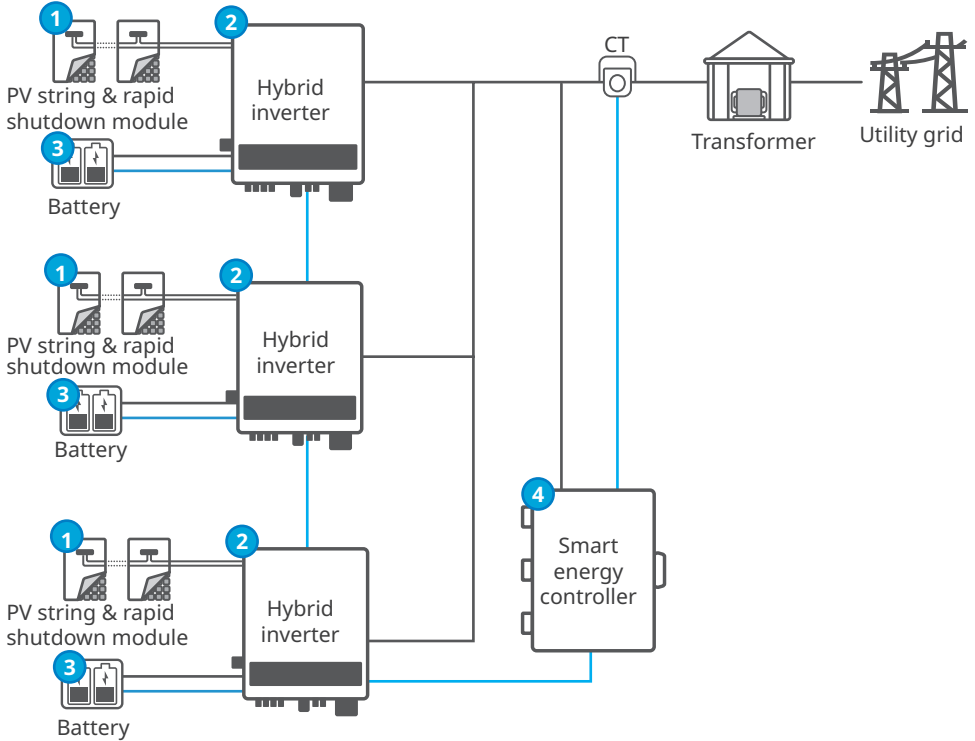 1
2
Hybrid
inverter
PV string & rapid
shutdown module
3
Battery
CT
Transformer
Utility grid
1
2
Hybrid
inverter
PV string & rapid
shutdown module
3
Battery
1
2
Hybrid
inverter
PV string & rapid
shutdown module
3
Battery
4
Smart
energy
controller